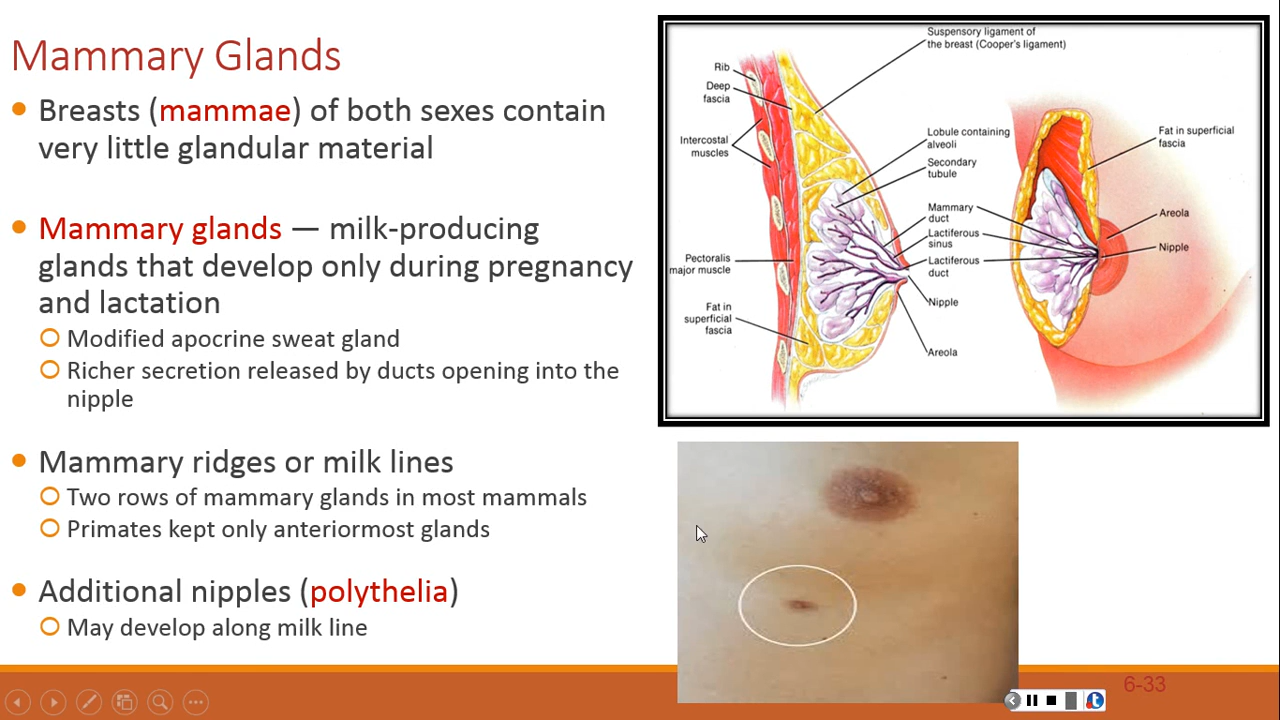 Mammary Glands
Breasts (mammae) of both sexes contain
very little glandular material
Mammary glands — milk-producing
glands that develop only during pregnancy
and lactation
Modified apocrine sweat gland
Richer secretion released by ducts opening into the
nipple
Mammary ridges or milk lines
Two rows of mammary glands in most mammals
Primates kept only anteriormost glands
Additional nipples (polythelia)
May develop along milk line
Suspensory ligament of
the breast (Cooper's ligament)
Rib
Deep
fascia
Intercostal
muscles
Pectoralis
major muscle
Fat in
superficial
fascia
Lobule containing
alveoli
Secondary
tubule
Mammary
duct
Lactiferous
sinus
Lactiferous
duct
Nipple
Areola
Fat in superficial
fascia
Areola
Nipple
6-33
t